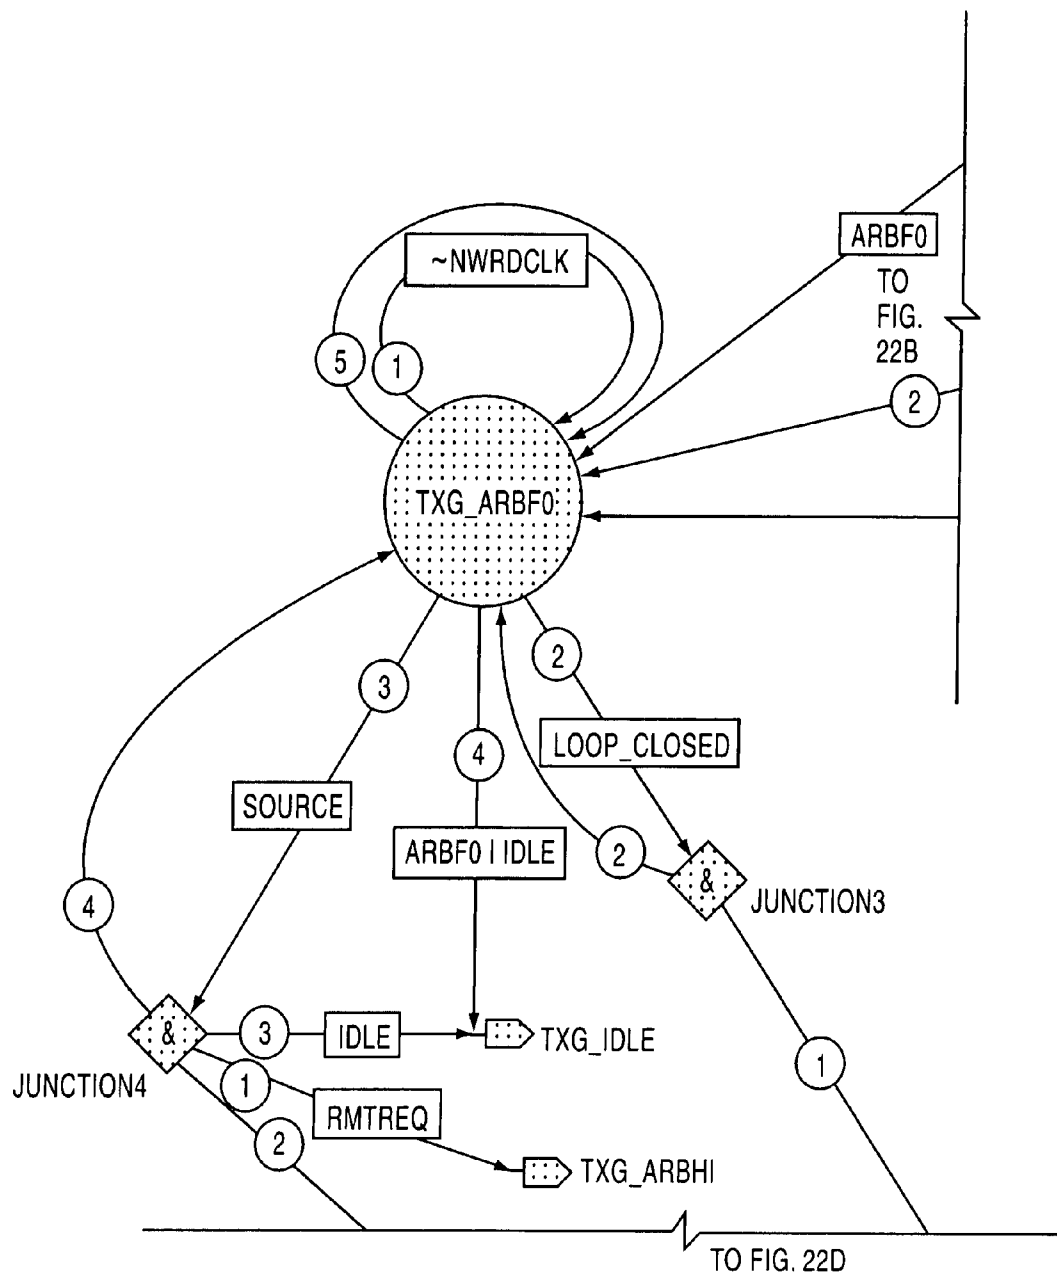 ~NWRDCLK
ARBF0
TO
FIG.
22B
5
1
2
TXG_ARBF0
2
3
4
LOOP_CLOSED
SOURCE
ARBF0 | IDLE
2
&
JUNCTION3
4
&
3
IDLE
TXG_IDLE
JUNCTION4
1
1
RMTREQ
2
TXG_ARBHI
TO FIG. 22D